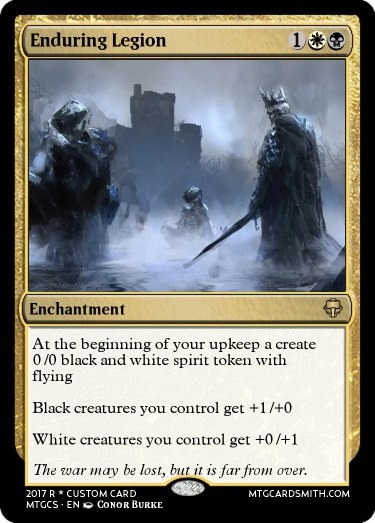 Enduring Legion 1
Enchantment
At the beginning of your upkeep a create
0/0 black and white spirit token with
flying
Black creatures you control get +1/+0
White creatures you control get +0/+1
The war may be lost, but it is far from over.
2017 R * CUSTOM CARD
MTGCS • EN Conor Burke
MTGCARDSMITH.COM